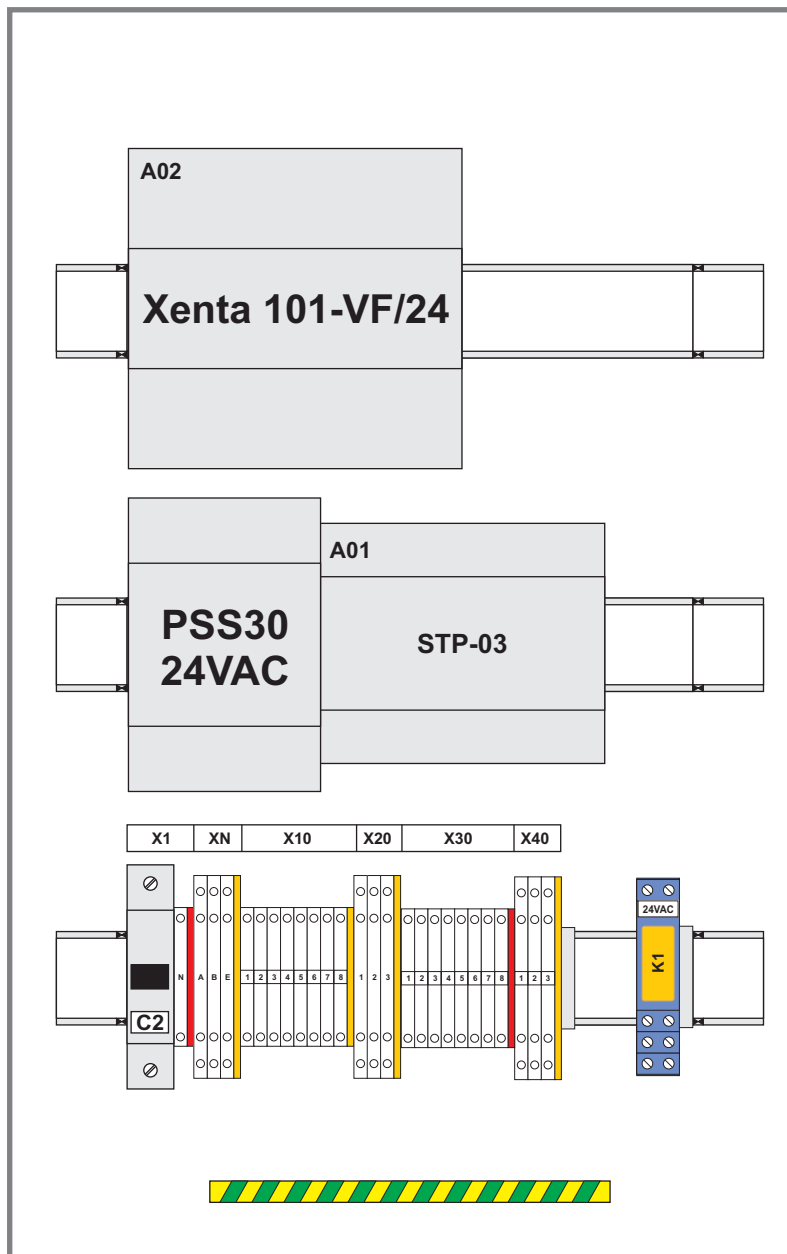 A02
Xenta 101-VF/24
PSS30
24VAC
A01
STP-03
X1 XN X10 X20 X30 X40
24VAC
K1
N A B E 1 2 3 4 5 6 7 8 1 2 3 1 2 3 4 5 6 7 8 1 2 3
C2